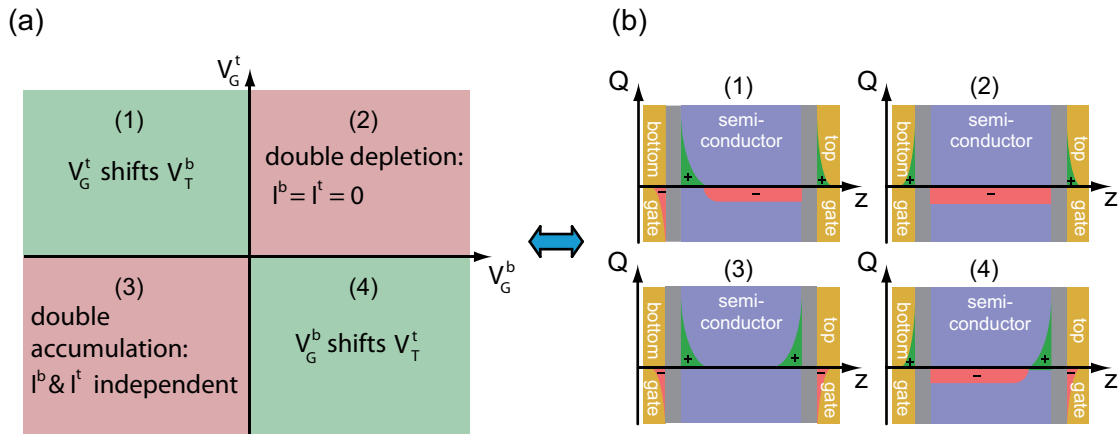 (a)
V_G^t
(1)
V_G^t shifts V_T^b
(2)
double depletion:
I^b = I^t = 0
V_G^b
(3)
double
accumulation:
I^b & I^t independent
(4)
V_G^b shifts V_T^t
(b)
Q
(1)
semi-
conductor
bottom
gate
top
gate
+
−
−
+
z
Q
(2)
semi-
conductor
bottom
gate
top
gate
+
−
+
z
Q
(3)
semi-
conductor
bottom
gate
top
gate
−
+
+
−
z
Q
(4)
semi-
conductor
bottom
gate
top
gate
+
−
+
−
z